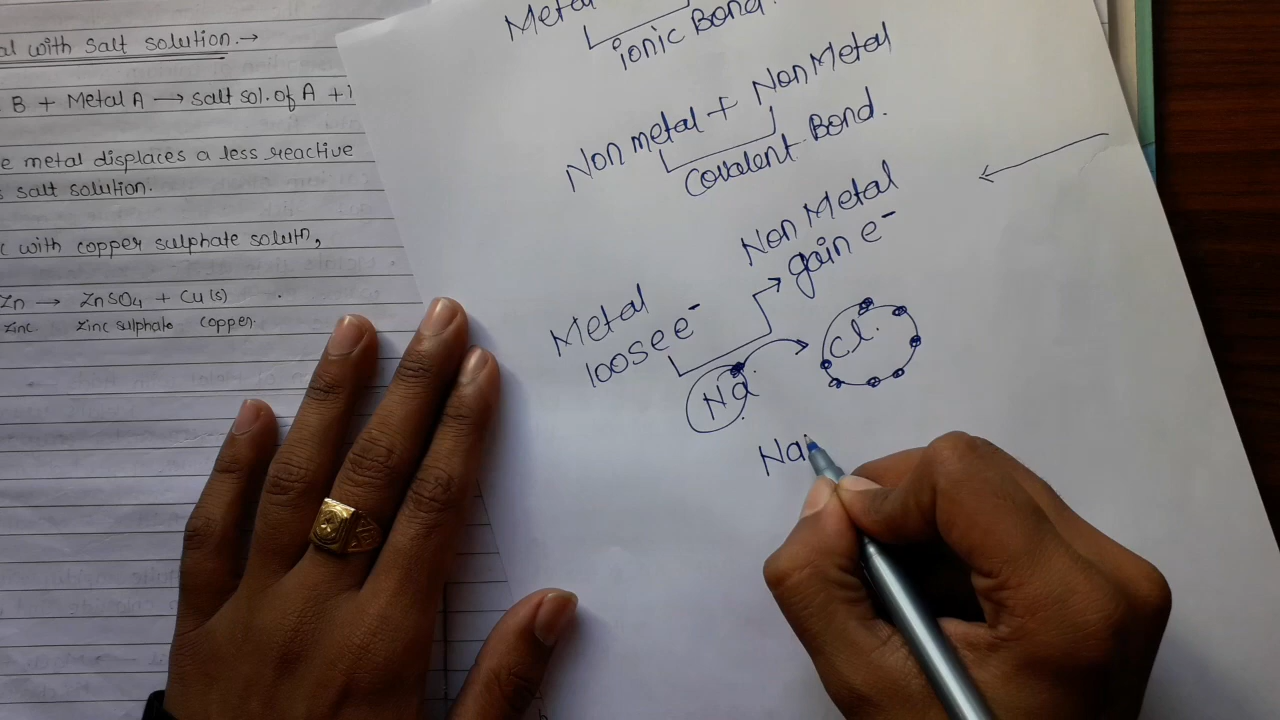 al with Salt solution.→
B + Metal A → salt sol. of A +
e metal displaces a less reactive
s salt solution.
c with copper sulphate soluth,
Zn → ZnSO4 + Cu(s)
zinc zinc sulphate copper.
Metal
ionic Bond.
Non metal + Non Metal
Covalent Bond.
Non Metal
gain e⁻
Metal
loose e⁻
Na
Cl
Na